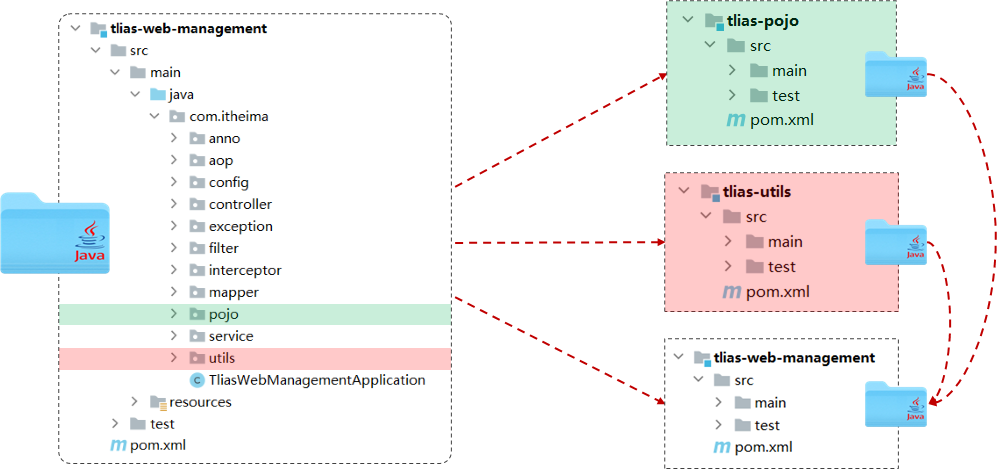 tlias-web-management
src
main
java
com.itheima
anno
aop
config
controller
exception
filter
interceptor
mapper
pojo
service
utils
C TliasWebManagementApplication
resources
test
m pom.xml
Java
tlias-pojo
src
main
test
m pom.xml
Java
tlias-utils
src
main
test
m pom.xml
Java
tlias-web-management
src
main
test
m pom.xml
Java